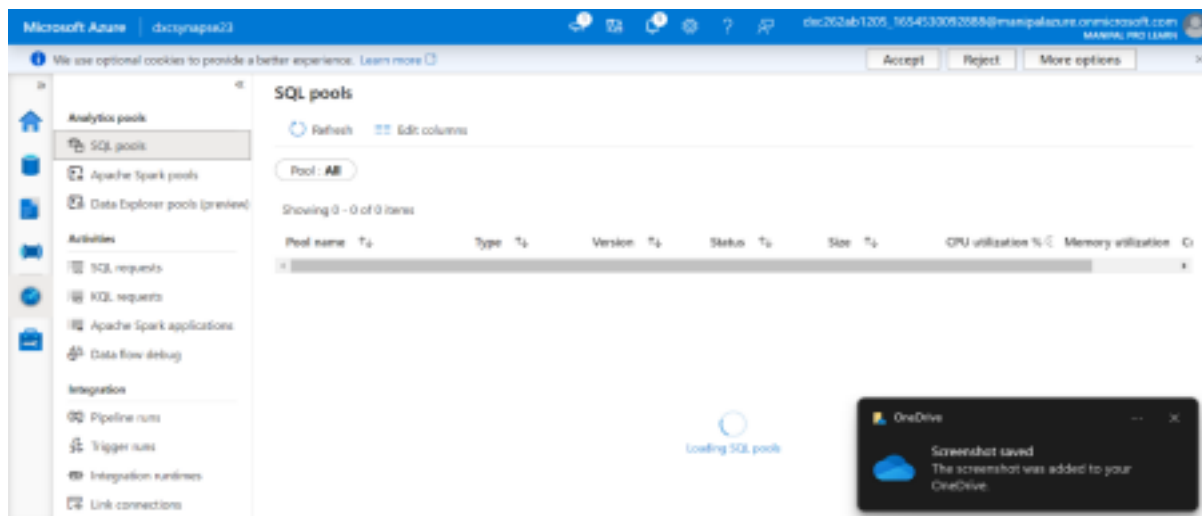 Microsoft Azure dxcsynapse23
MANIPAL PRO LEARN
We use optional cookies to provide a better experience. Learn more
Accept Reject More options
Analytics pools
SQL pools
Apache Spark pools
Data Explorer pools (preview)
Activities
SQL requests
KQL requests
Apache Spark applications
Data flow debug
Integration
Pipeline runs
Trigger runs
Integration runtimes
Link connections
SQL pools
Refresh Edit columns
Pool : All
Showing 0 - 0 of 0 items
Pool name Type Version Status Size CPU utilization % Memory utilization
Loading SQL pools
OneDrive
Screenshot saved
The screenshot was added to your
OneDrive.